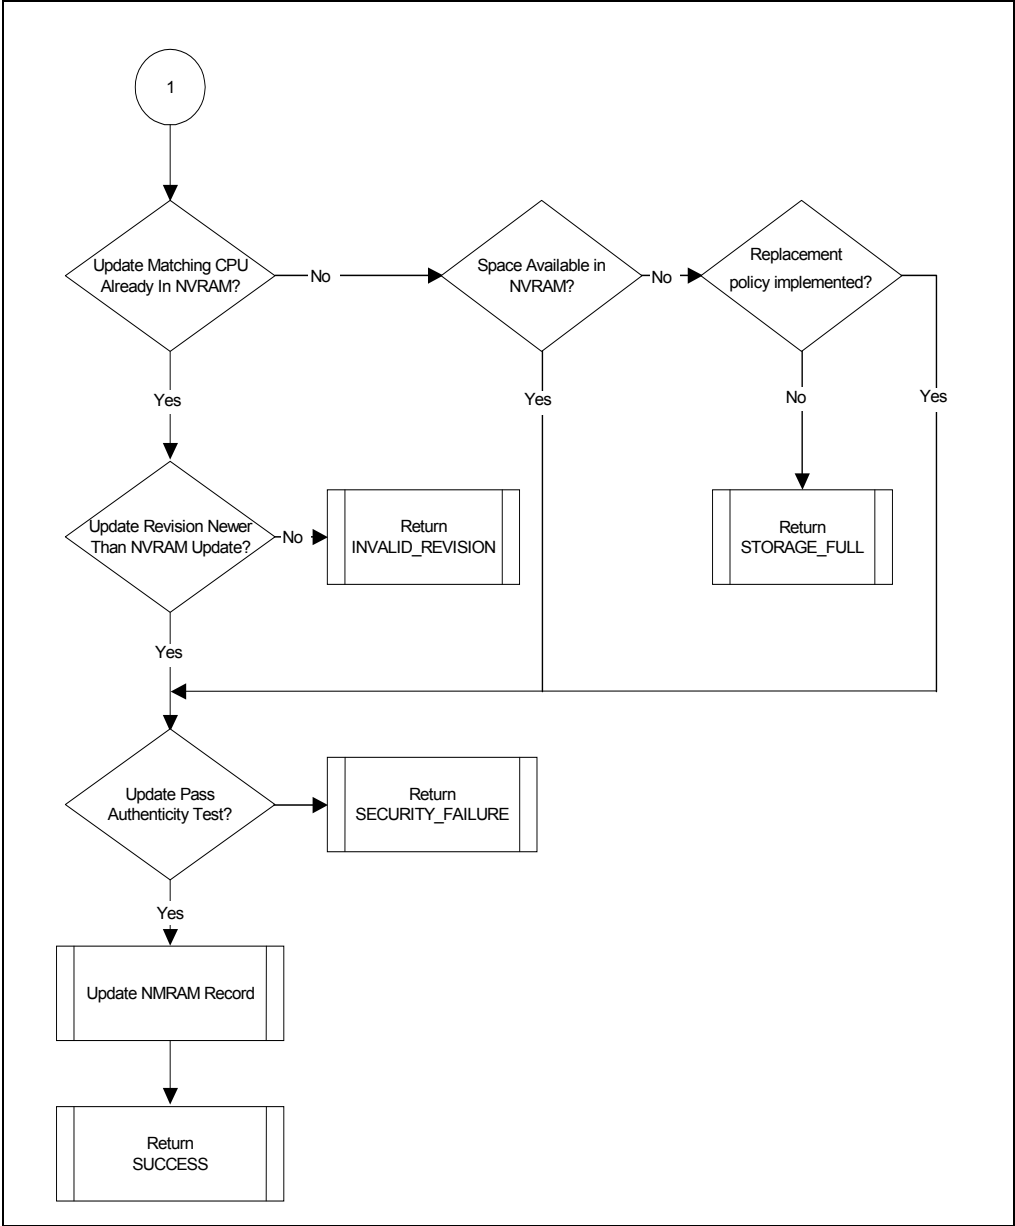 1
Update Matching CPU
Already In NVRAM?
No
Space Available in
NVRAM?
No
Replacement
policy implemented?
Yes
Yes
No
Yes
Update Revision Newer
Than NVRAM Update?
No
Return
INVALID_REVISION
Return
STORAGE_FULL
Yes
Update Pass
Authenticity Test?
Return
SECURITY_FAILURE
Yes
Update NMRAM Record
Return
SUCCESS